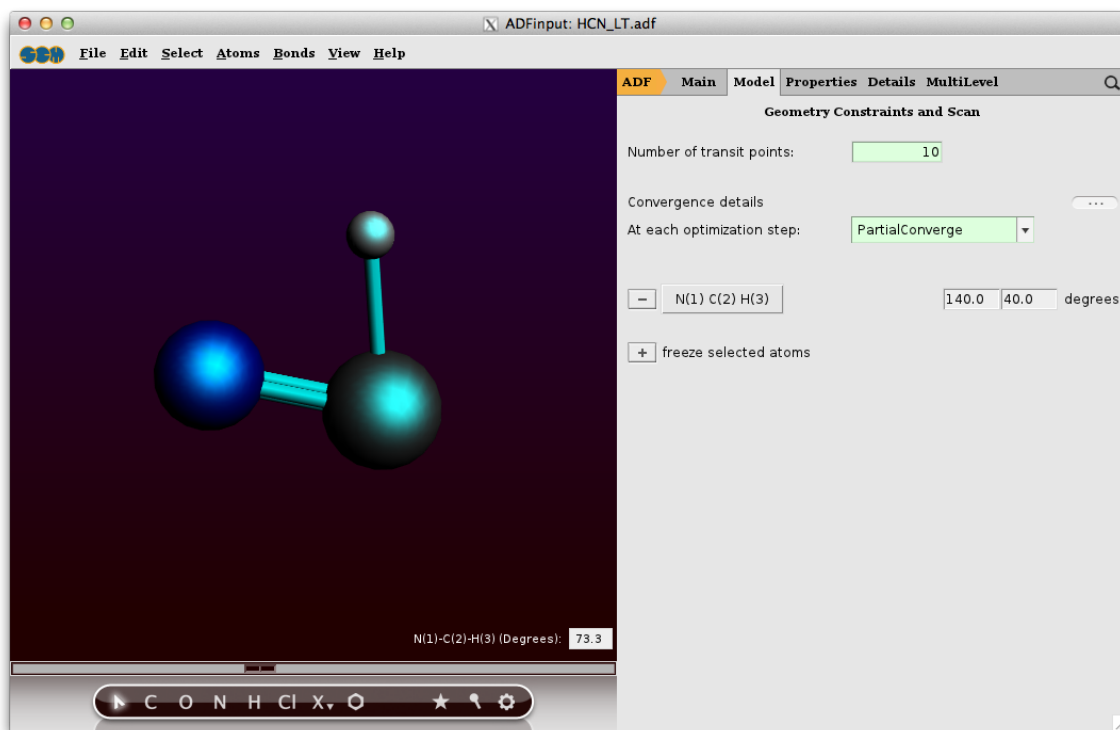 ADFinput: HCN_LT.adf
SCM File Edit Select Atoms Bonds View Help
ADF Main Model Properties Details MultiLevel
Geometry Constraints and Scan
Number of transit points: 10
Convergence details ...
At each optimization step: PartialConverge
− N(1) C(2) H(3) 140.0 40.0 degrees
+ freeze selected atoms
N(1)-C(2)-H(3) (Degrees): 73.3
C O N H Cl X